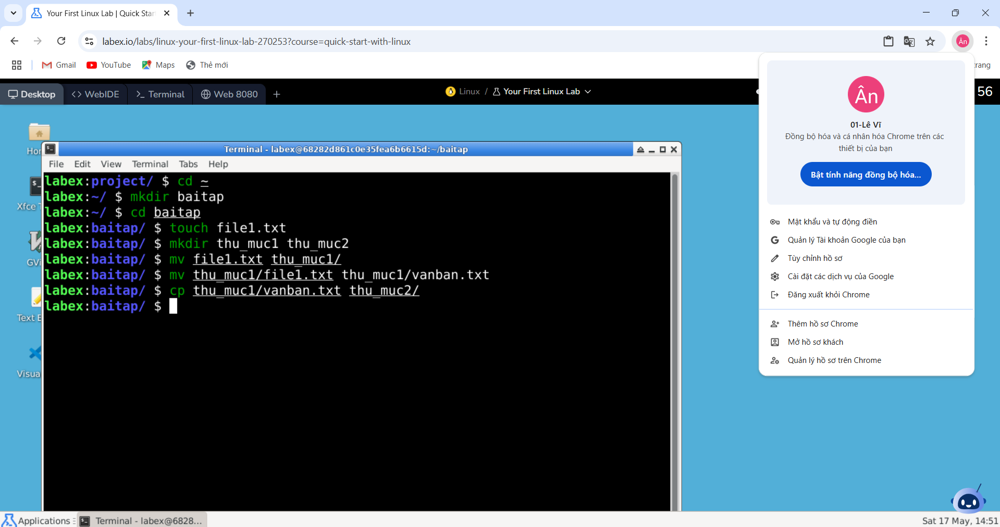 Your First Linux Lab | Quick Star
labex.io/labs/linux-your-first-linux-lab-270253?course=quick-start-with-linux
Ân
Gmail
YouTube
Maps
Thẻ mới
trang
Desktop
WebIDE
Terminal
Web 8080
Linux / Your First Linux Lab
56
Ân
01-Lê Vĩ
Đồng bộ hóa và cá nhân hóa Chrome trên các
thiết bị của bạn
Bật tính năng đồng bộ hóa...
Mật khẩu và tự động điền
Quản lý Tài khoản Google của bạn
Tùy chỉnh hồ sơ
Cài đặt các dịch vụ của Google
Đăng xuất khỏi Chrome
Thêm hồ sơ Chrome
Mở hồ sơ khách
Quản lý hồ sơ trên Chrome
Hom
Xfce T
GVi
Text E
Visua
Terminal - labex@68282d861c0e35fea6b6615d:~/baitap
File Edit View Terminal Tabs Help
labex:project/ $ cd ~
labex:~/ $ mkdir baitap
labex:~/ $ cd baitap
labex:baitap/ $ touch file1.txt
labex:baitap/ $ mkdir thu_muc1 thu_muc2
labex:baitap/ $ mv file1.txt thu_muc1/
labex:baitap/ $ mv thu_muc1/file1.txt thu_muc1/vanban.txt
labex:baitap/ $ cp thu_muc1/vanban.txt thu_muc2/
labex:baitap/ $
Applications
Terminal - labex@6828...
Sat 17 May, 14:51